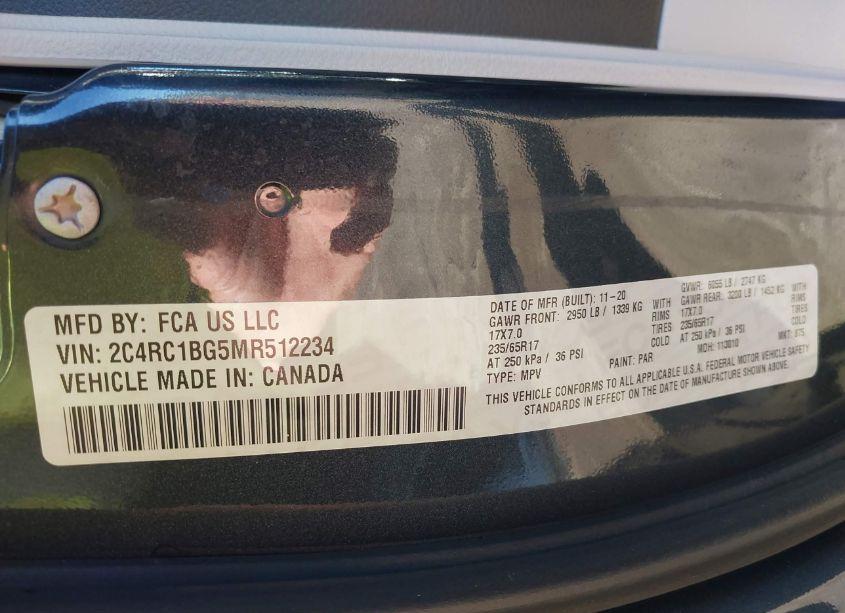 MFD BY: FCA US LLC
VIN: 2C4RC1BG5MR512234
VEHICLE MADE IN: CANADA
DATE OF MFR (BUILT): 11-20
GAWR FRONT: 2950 LB / 1339 KG WITH
17X7.0 RIMS
235/65R17 TIRES
AT 250 kPa / 36 PSI COLD
TYPE: MPV
PAINT: PAR
GVWR: 6055 LB / 2747 KG
GAWR REAR: 3200 LB / 1452 KG WITH
17X7.0 RIMS
235/65R17 TIRES
AT 250 kPa / 36 PSI COLD
MDH: 113010
MKT: 875
THIS VEHICLE CONFORMS TO ALL APPLICABLE U.S.A. FEDERAL MOTOR VEHICLE SAFETY
STANDARDS IN EFFECT ON THE DATE OF MANUFACTURE SHOWN ABOVE.